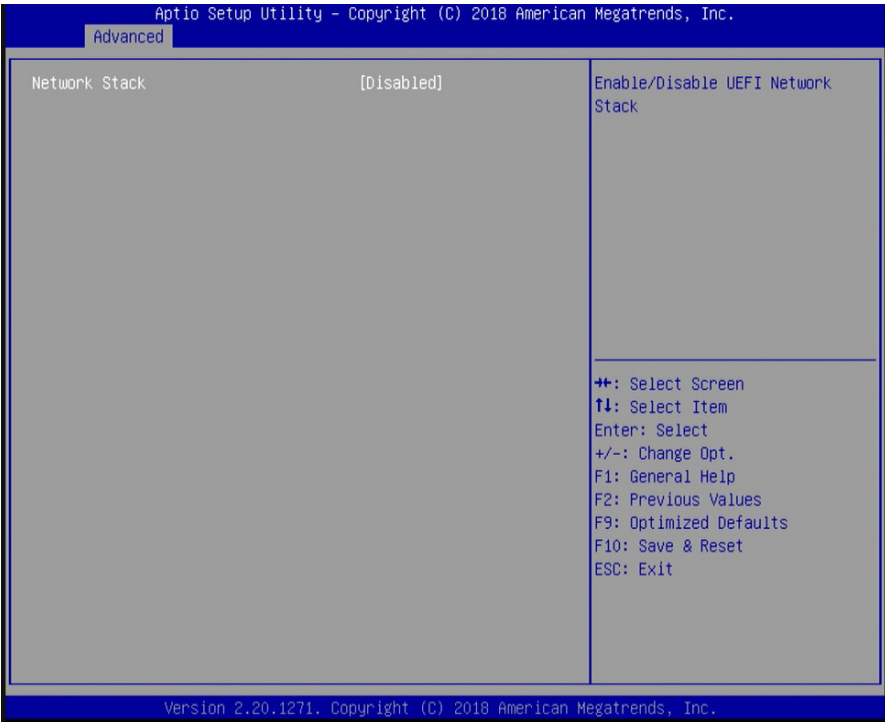 Aptio Setup Utility – Copyright (C) 2018 American Megatrends, Inc.
Advanced
Network Stack [Disabled]
Enable/Disable UEFI Network
Stack
→←: Select Screen
↑↓: Select Item
Enter: Select
+/-: Change Opt.
F1: General Help
F2: Previous Values
F9: Optimized Defaults
F10: Save & Reset
ESC: Exit
Version 2.20.1271. Copyright (C) 2018 American Megatrends, Inc.